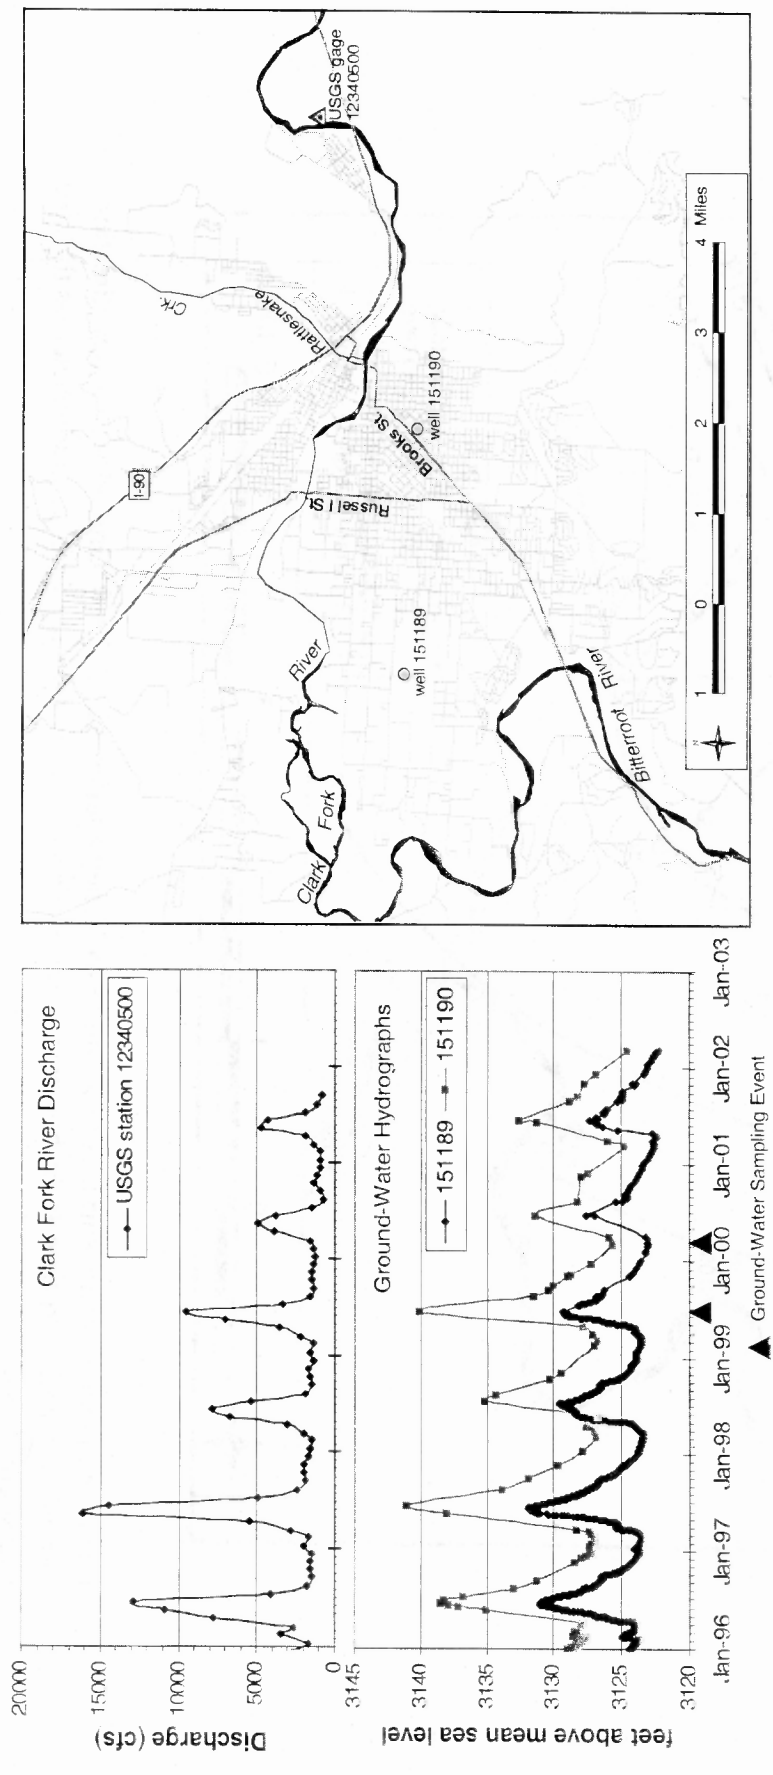 Clark Fork River Discharge
USGS station 12340500
20000
15000
10000
5000
0
Discharge (cfs)
Ground-Water Hydrographs
151189
151190
3145
3140
3135
3130
3125
3120
feet above mean sea level
Jan-96
Jan-97
Jan-98
Jan-99
Jan-00
Jan-01
Jan-02
Jan-03
Ground-Water Sampling Event
USGS gage
12340500
Rattlesnake
Crk.
I-90
Brooks St
Russell St
well 151190
well 151189
Clark
Fork
River
Bitterroot
River
N
1
0
1
2
3
4
Miles